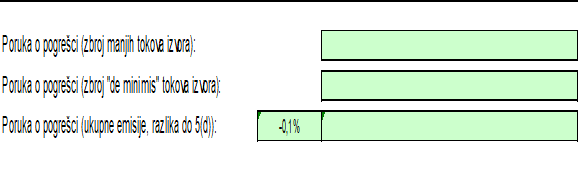 Poruka o pogrešci (zbroj manjih tokova izvora):
Poruka o pogrešci (zbroj "de minimis" tokova izvora):
Poruka o pogrešci (ukupne emisije, razlika do 5(d)): -0,1%